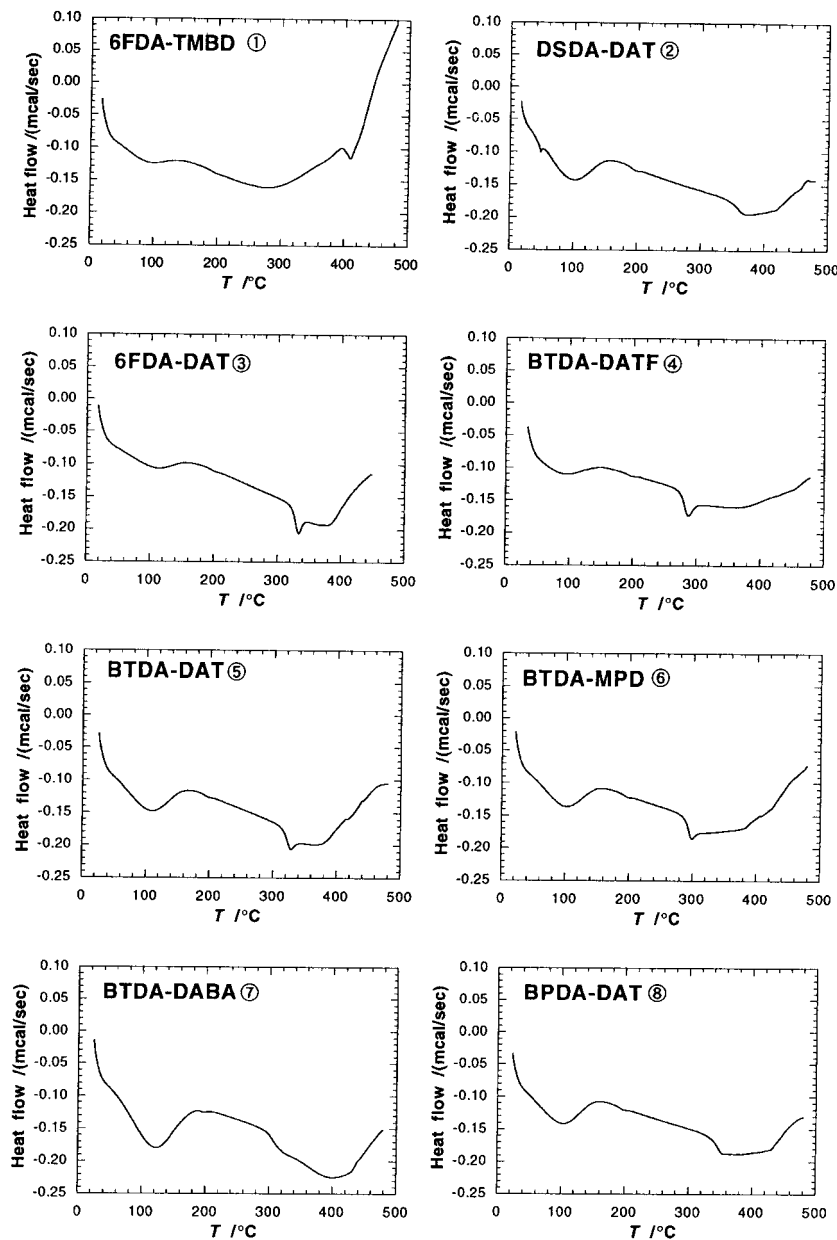 6FDA-TMBD ①
Heat flow /(mcal/sec)
0.10
0.05
0.00
-0.05
-0.10
-0.15
-0.20
-0.25
0 100 200 300 400 500
T /°C
DSDA-DAT ②
Heat flow /(mcal/sec)
0.10
0.05
0.00
-0.05
-0.10
-0.15
-0.20
-0.25
0 100 200 300 400 500
T /°C
6FDA-DAT ③
Heat flow /(mcal/sec)
0.10
0.05
0.00
-0.05
-0.10
-0.15
-0.20
-0.25
0 100 200 300 400 500
T /°C
BTDA-DATF ④
Heat flow /(mcal/sec)
0.10
0.05
0.00
-0.05
-0.10
-0.15
-0.20
-0.25
0 100 200 300 400 500
T /°C
BTDA-DAT ⑤
Heat flow /(mcal/sec)
0.10
0.05
0.00
-0.05
-0.10
-0.15
-0.20
-0.25
0 100 200 300 400 500
T /°C
BTDA-MPD ⑥
Heat flow /(mcal/sec)
0.10
0.05
0.00
-0.05
-0.10
-0.15
-0.20
-0.25
0 100 200 300 400 500
T /°C
BTDA-DABA ⑦
Heat flow /(mcal/sec)
0.10
0.05
0.00
-0.05
-0.10
-0.15
-0.20
-0.25
0 100 200 300 400 500
T /°C
BPDA-DAT ⑧
Heat flow /(mcal/sec)
0.10
0.05
0.00
-0.05
-0.10
-0.15
-0.20
-0.25
0 100 200 300 400 500
T /°C